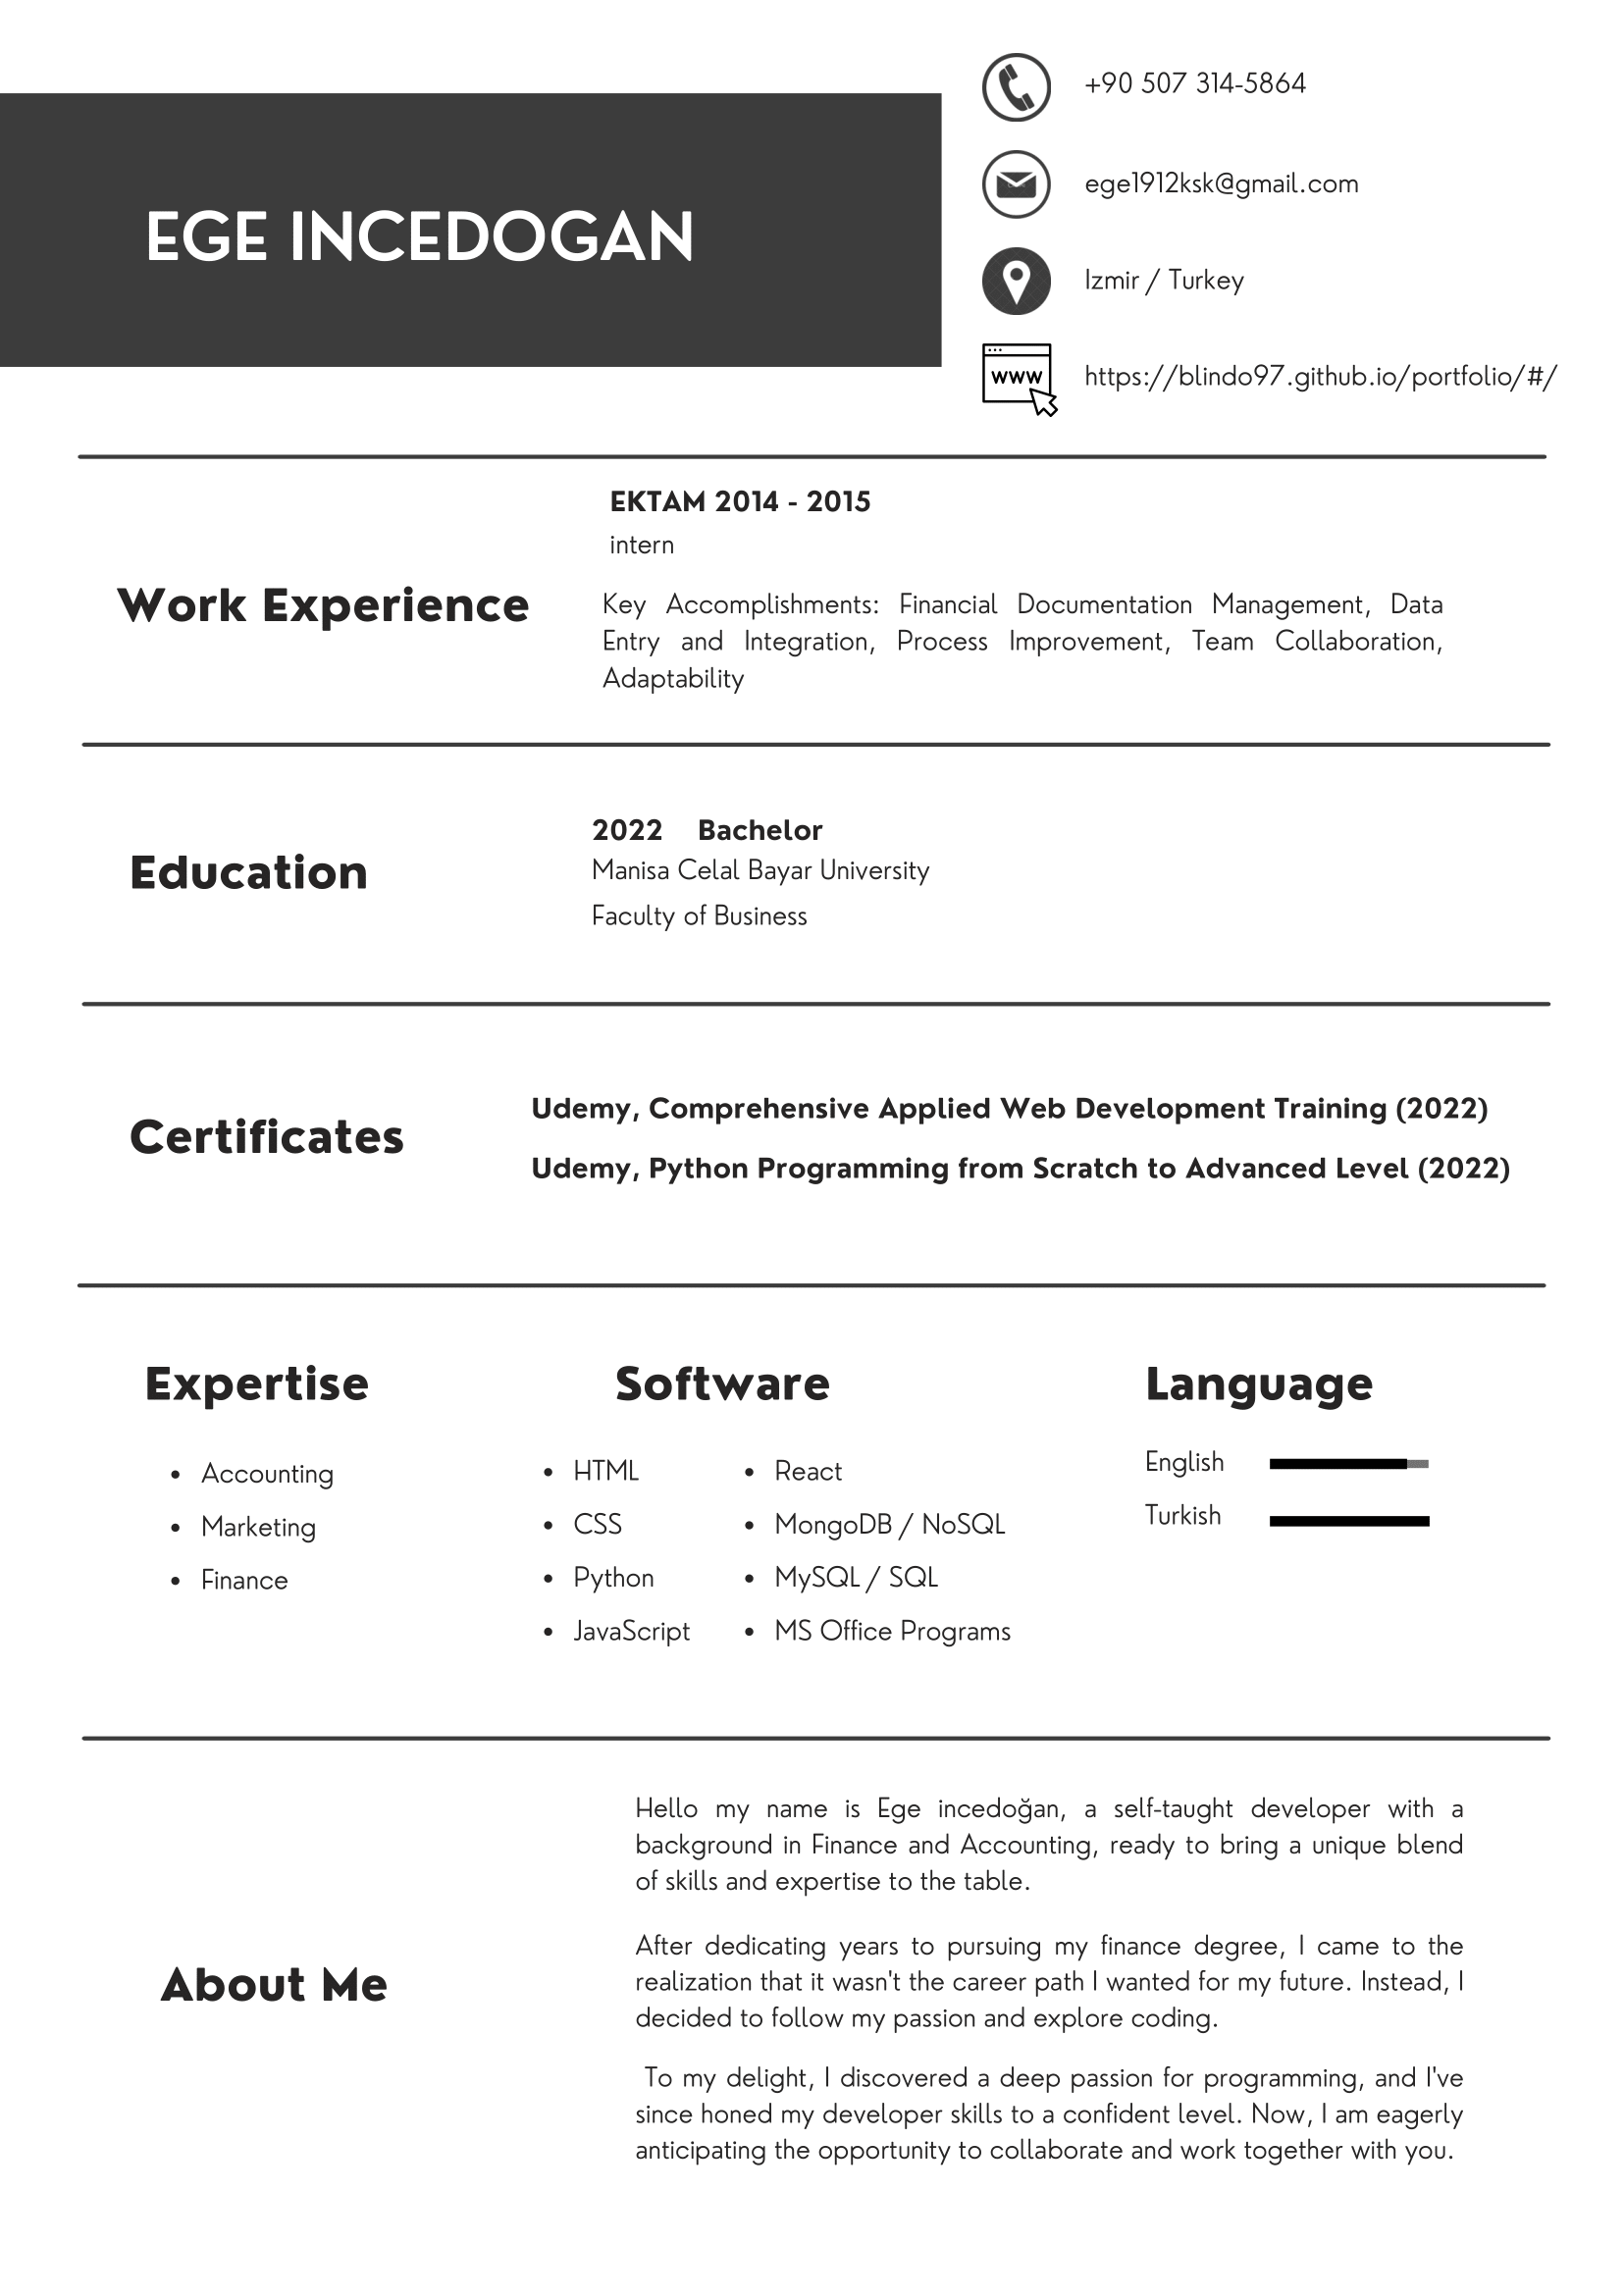 EGE INCEDOGAN
+90 507 314-5864
ege1912ksk@gmail.com
Izmir / Turkey
WWW
https://blindo97.github.io/portfolio/#/
Work Experience
EKTAM 2014 - 2015
intern
Key Accomplishments: Financial Documentation Management, Data
Entry and Integration, Process Improvement, Team Collaboration,
Adaptability
Education
2022 Bachelor
Manisa Celal Bayar University
Faculty of Business
Certificates
Udemy, Comprehensive Applied Web Development Training (2022)
Udemy, Python Programming from Scratch to Advanced Level (2022)
Expertise
• Accounting
• Marketing
• Finance
Software
• HTML
• CSS
• Python
• JavaScript
• React
• MongoDB / NoSQL
• MySQL / SQL
• MS Office Programs
Language
English
Turkish
About Me
Hello my name is Ege incedoğan, a self-taught developer with a
background in Finance and Accounting, ready to bring a unique blend
of skills and expertise to the table.
After dedicating years to pursuing my finance degree, I came to the
realization that it wasn't the career path I wanted for my future. Instead, I
decided to follow my passion and explore coding.
To my delight, I discovered a deep passion for programming, and I've
since honed my developer skills to a confident level. Now, I am eagerly
anticipating the opportunity to collaborate and work together with you.